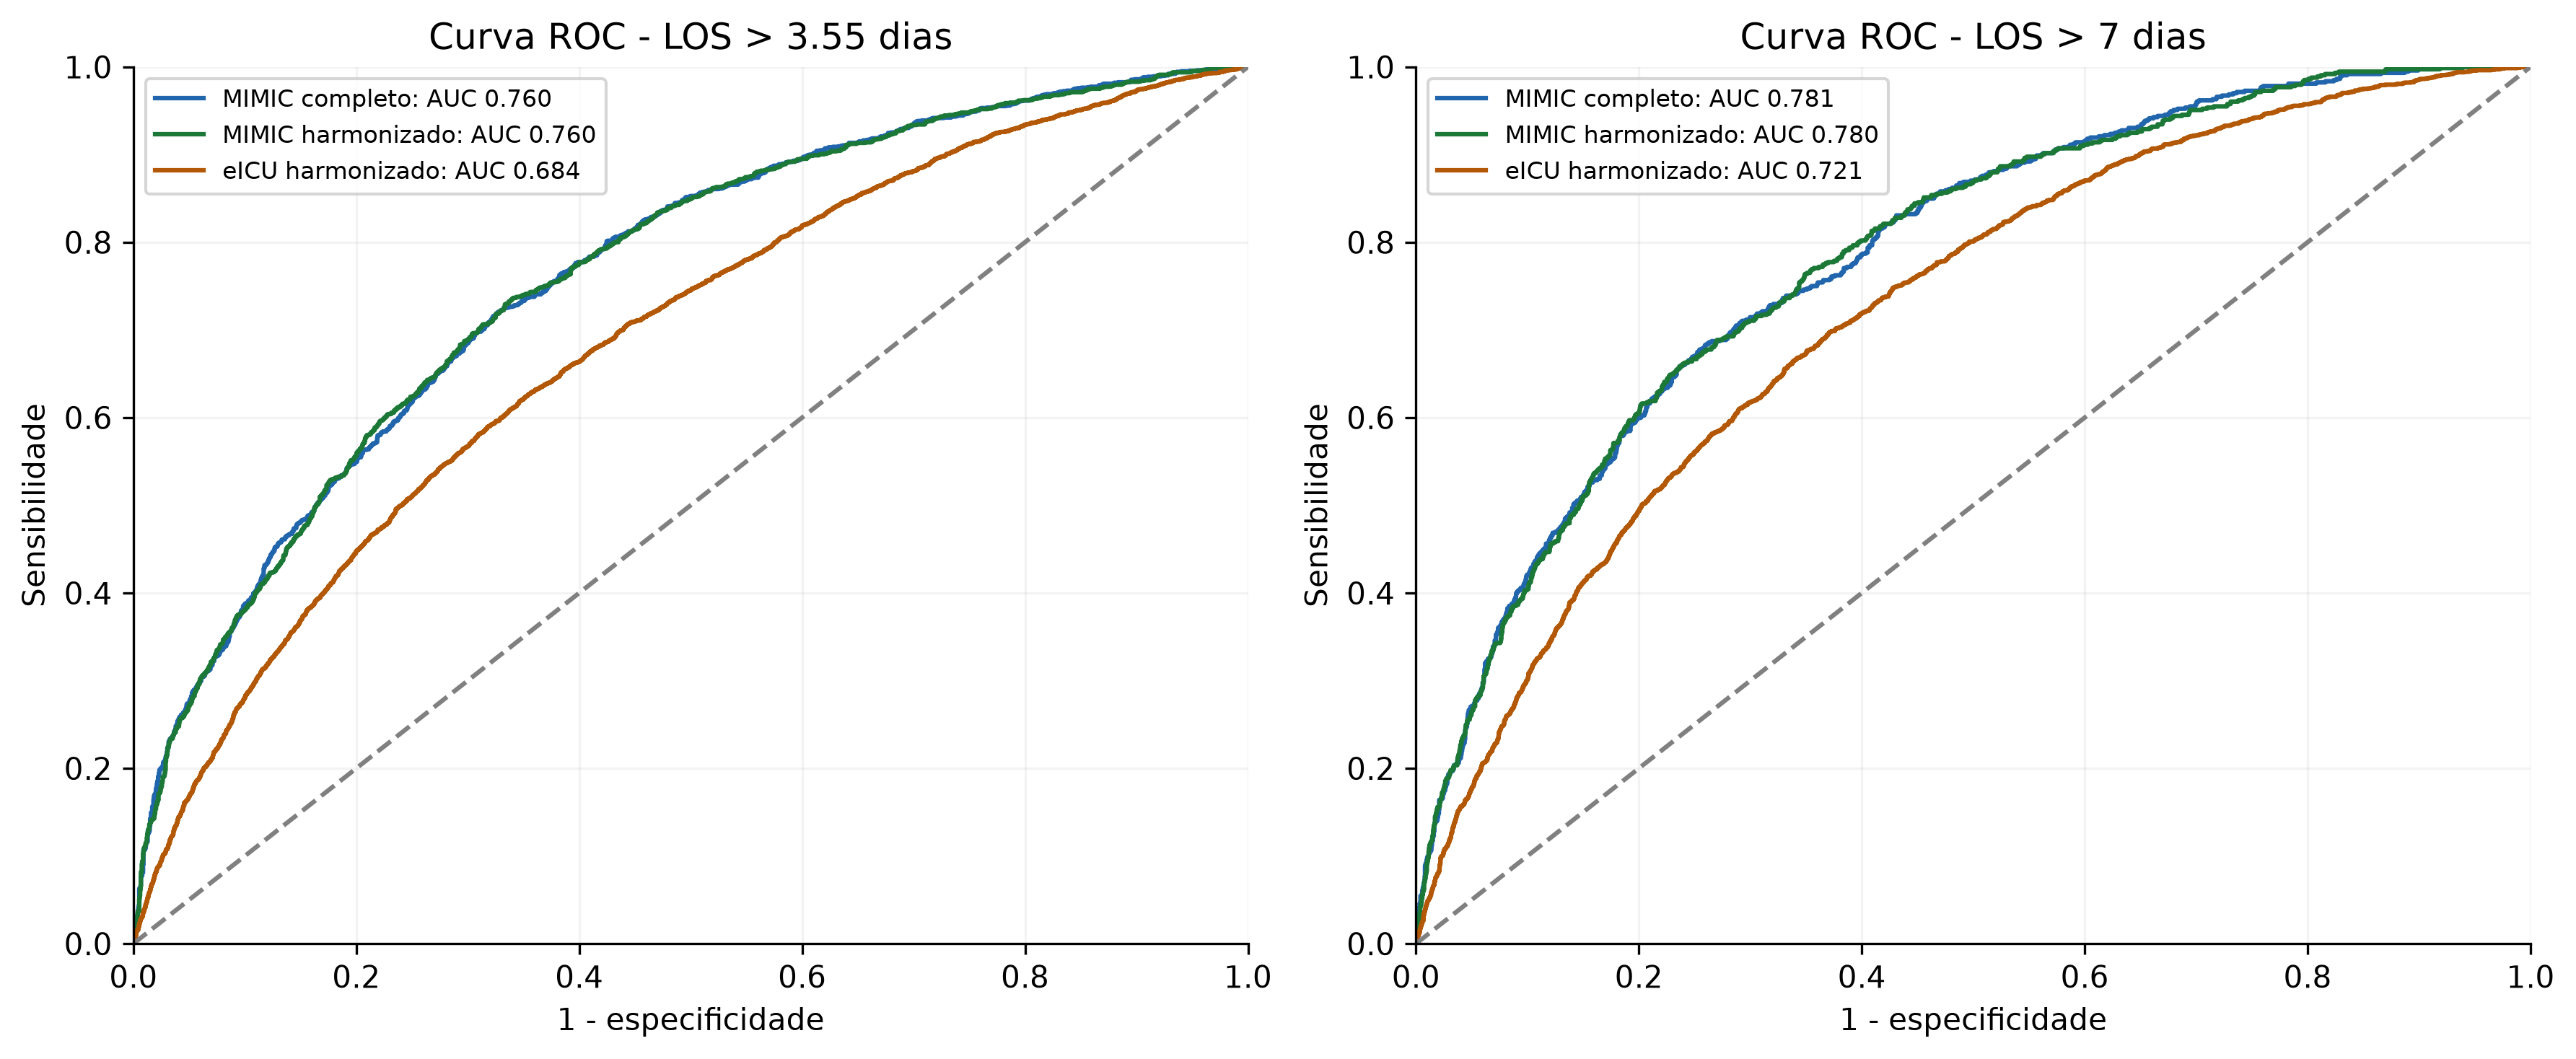 Curva ROC - LOS > 3.55 dias
MIMIC completo: AUC 0.760
MIMIC harmonizado: AUC 0.760
eICU harmonizado: AUC 0.684
Sensibilidade
1.0
0.8
0.6
0.4
0.2
0.0
0.0 0.2 0.4 0.6 0.8 1.0
1 - especificidade
Curva ROC - LOS > 7 dias
MIMIC completo: AUC 0.781
MIMIC harmonizado: AUC 0.780
eICU harmonizado: AUC 0.721
Sensibilidade
1.0
0.8
0.6
0.4
0.2
0.0
0.0 0.2 0.4 0.6 0.8 1.0
1 - especificidade